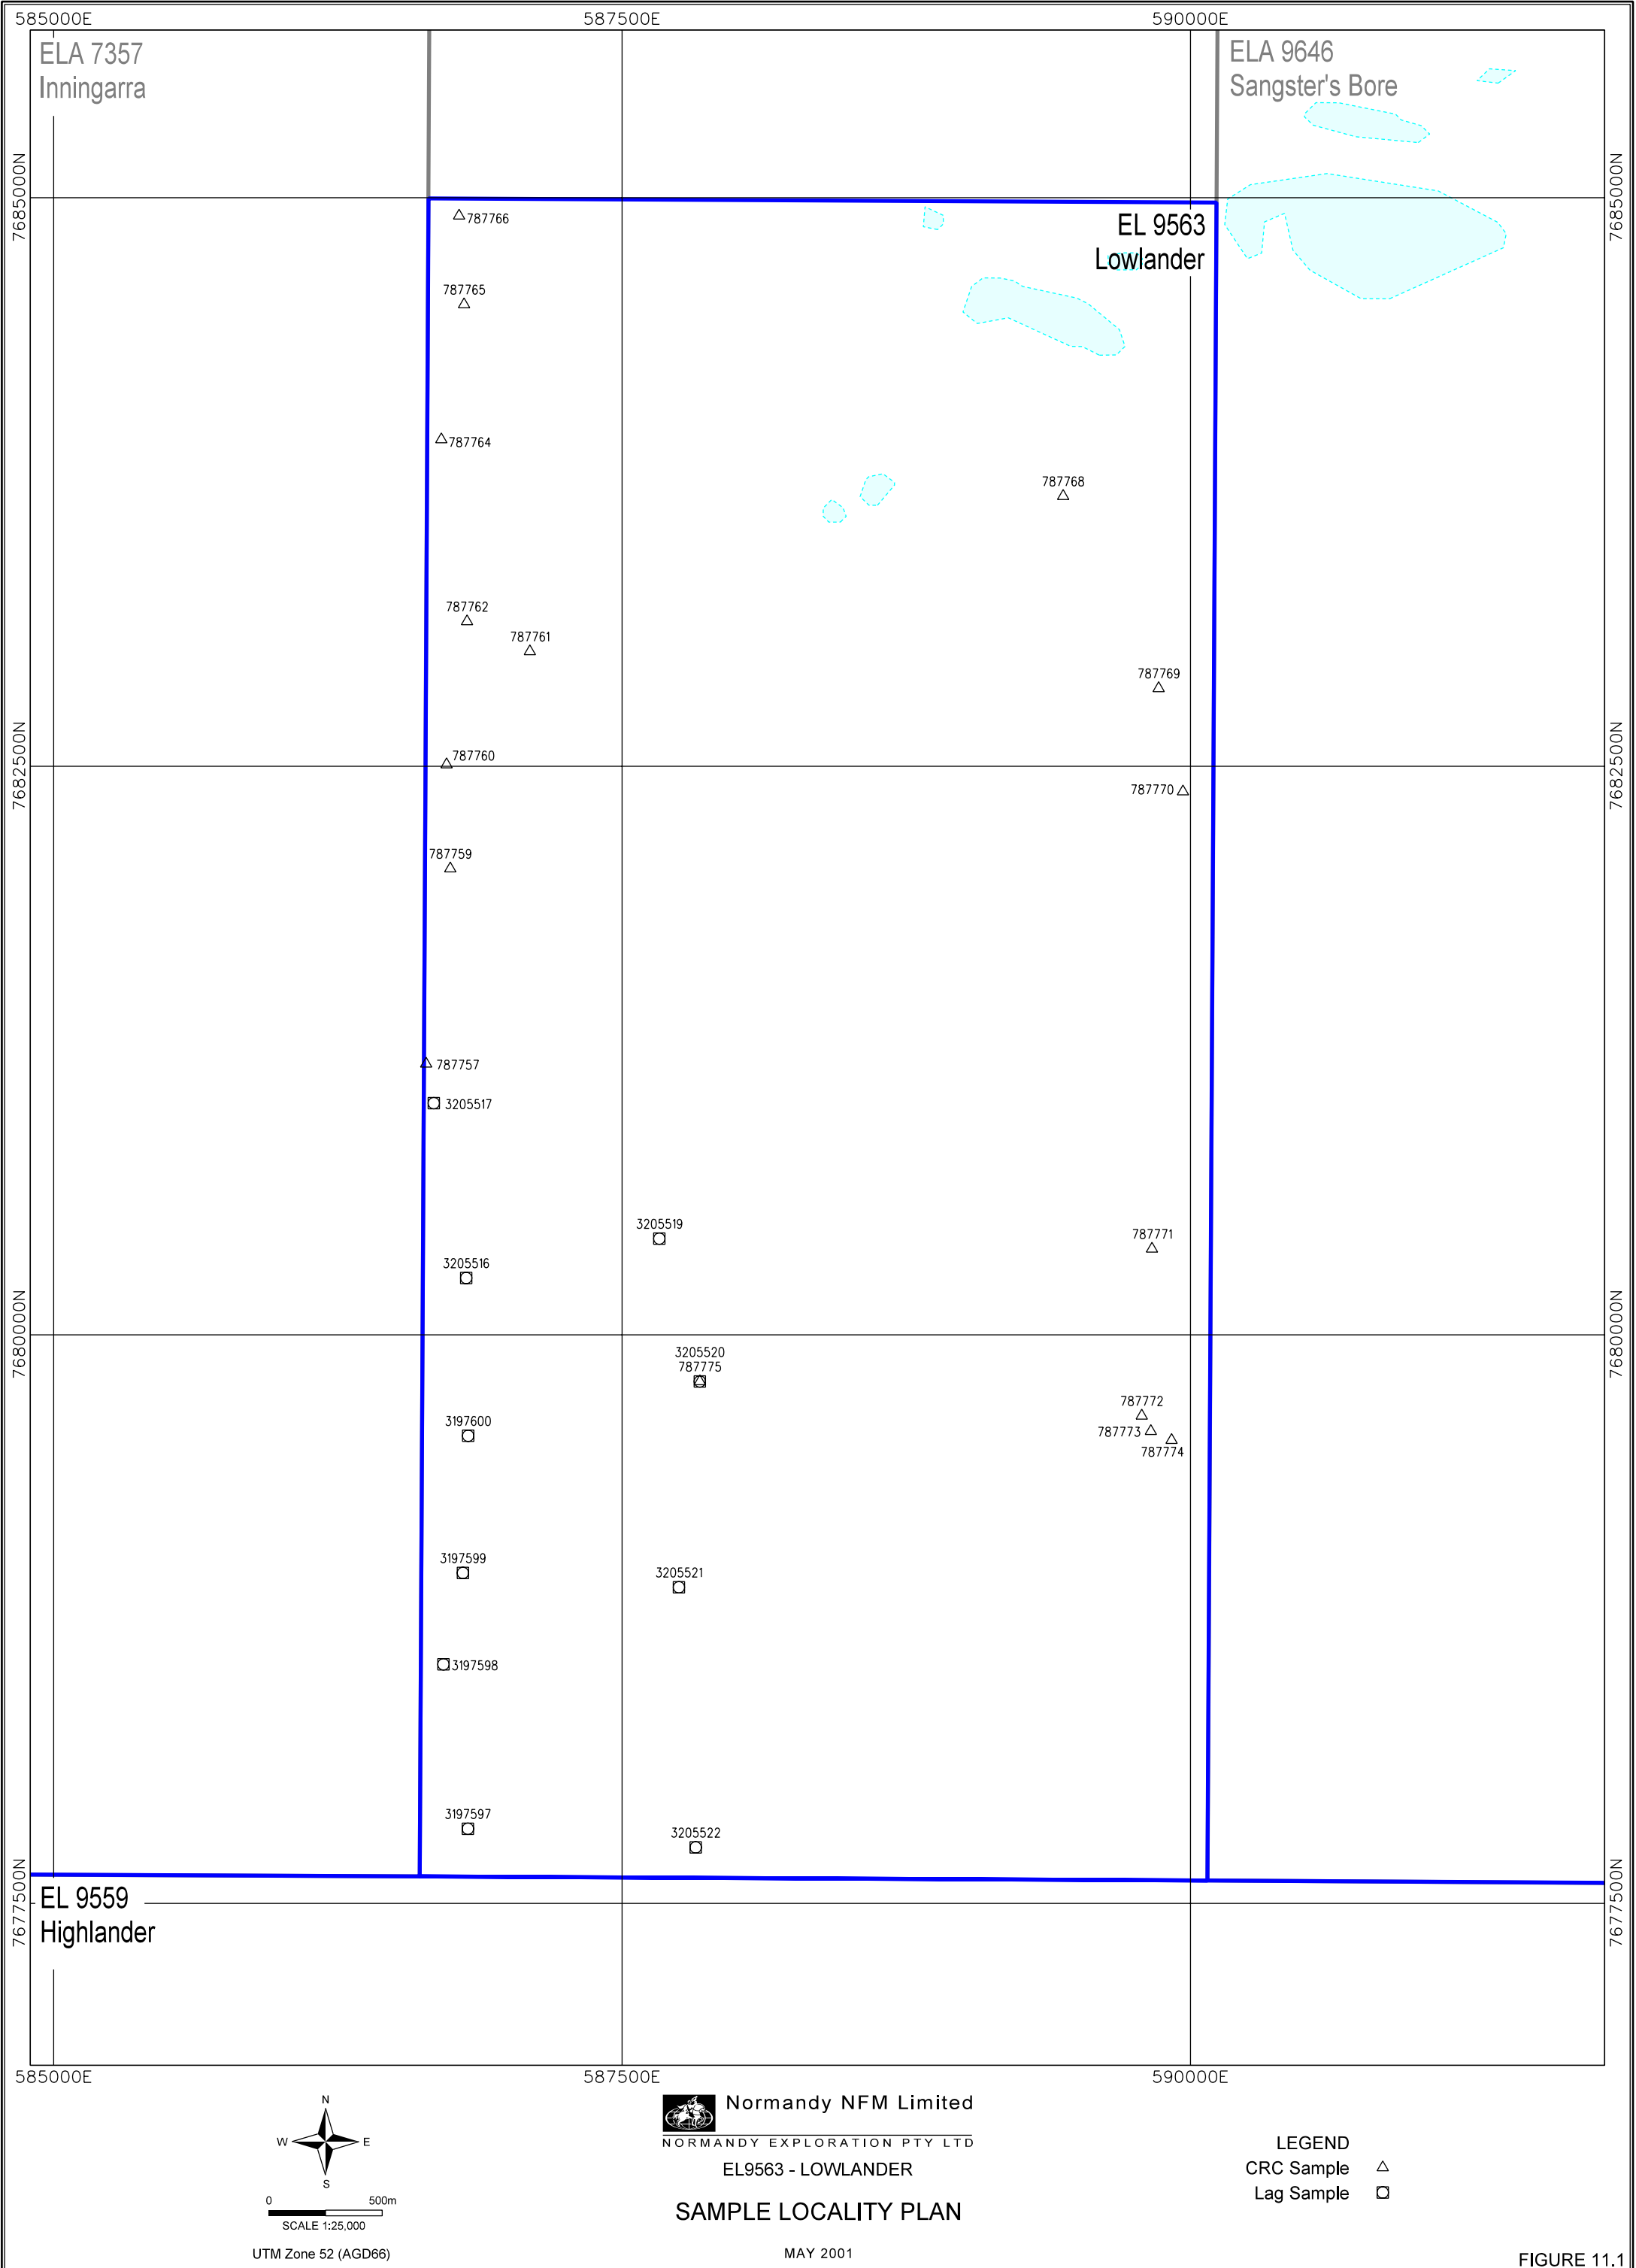 585000E
587500E
590000E
ELA 7357
Inningarra
ELA 9646
Sangster's Bore
7685000N
7685000N
787766
EL 9563
Lowlander
787765
787764
787768
787762
787761
787769
7682500N
7682500N
787760
787770
787759
787757
3205517
3205519
787771
3205516
7680000N
7680000N
3205520
787775
787772
787773
787774
3197600
3197599
3205521
3197598
3197597
3205522
7677500N
7677500N
EL 9559
Highlander
585000E
587500E
590000E
N
W
E
S
0
500m
SCALE 1:25,000
UTM Zone 52 (AGD66)
Normandy NFM Limited
NORMANDY EXPLORATION PTY LTD
EL9563 - LOWLANDER
SAMPLE LOCALITY PLAN
MAY 2001
LEGEND
CRC Sample
Lag Sample
FIGURE 11.1